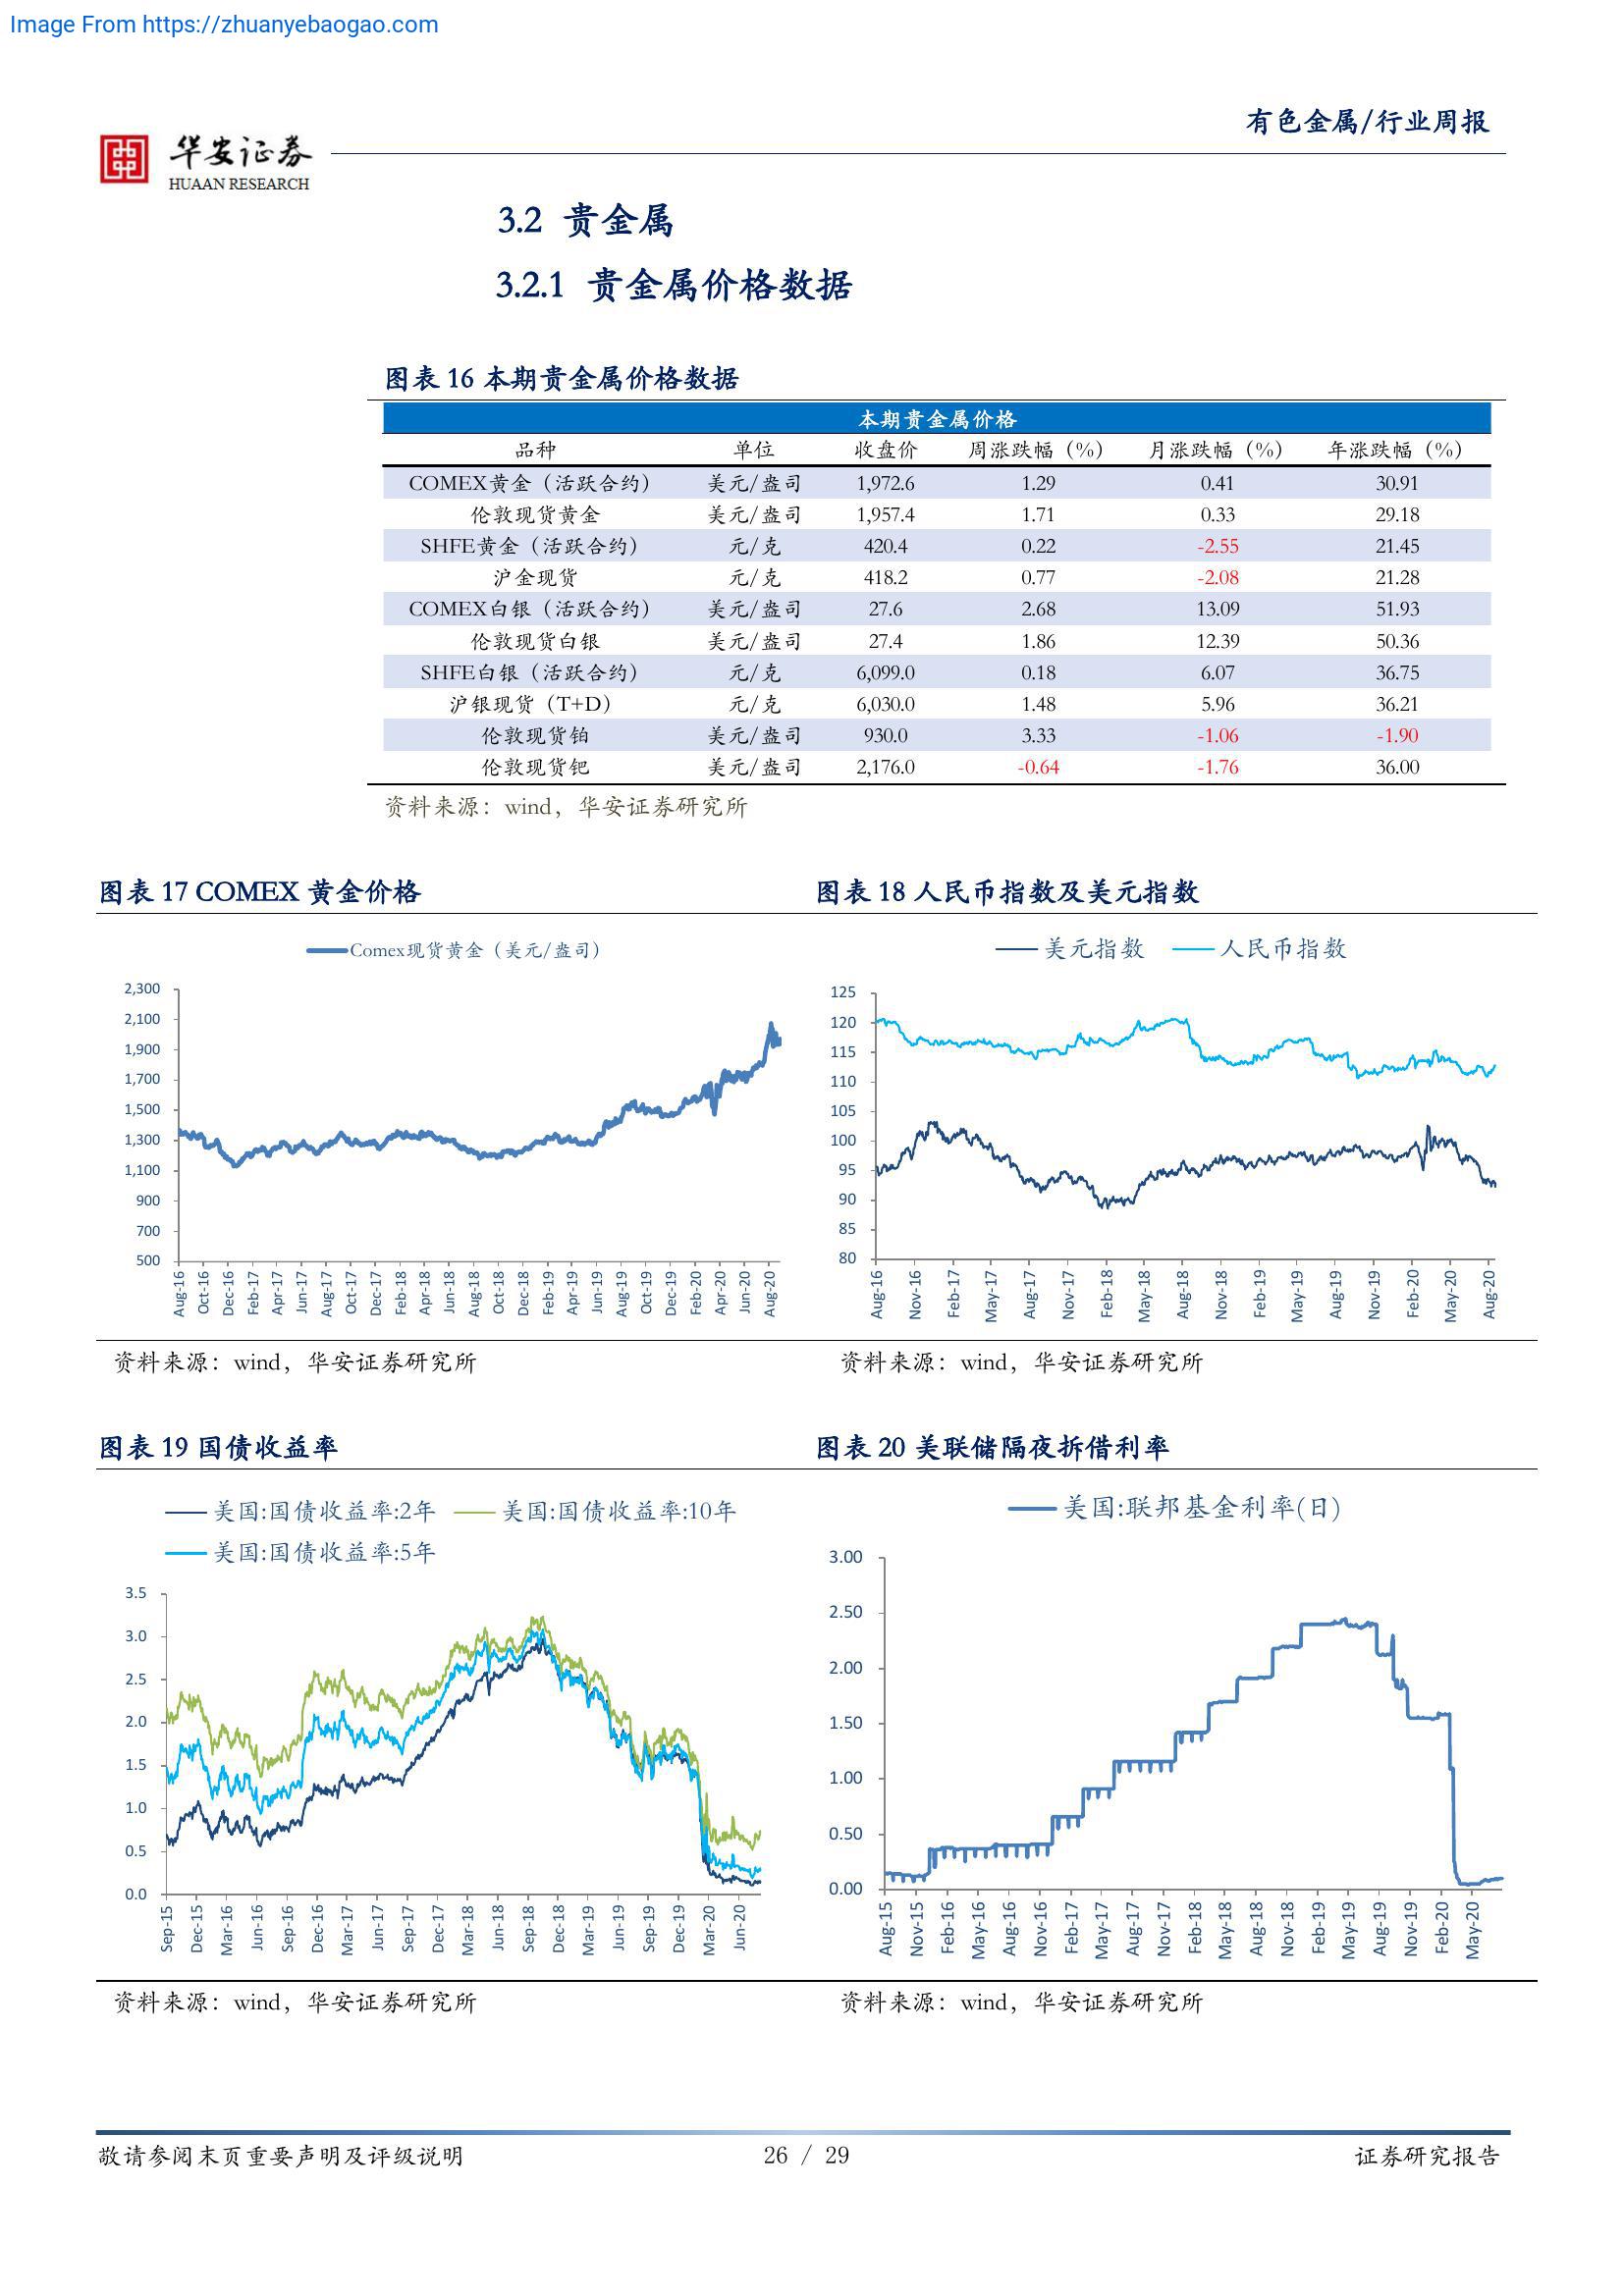 Image From https://zhuanyebaogao.com
有色金属/行业周报
华安证券
HUAAN RESEARCH
3.2 贵金属
3.2.1 贵金属价格数据
图表 16 本期贵金属价格数据
本期贵金属价格
品种 单位 收盘价 周涨跌幅（%） 月涨跌幅（%） 年涨跌幅（%）
COMEX黄金（活跃合约） 美元/盎司 1,972.6 1.29 0.41 30.91
伦敦现货黄金 美元/盎司 1,957.4 1.71 0.33 29.18
SHFE黄金（活跃合约） 元/克 420.4 0.22 -2.55 21.45
沪金现货 元/克 418.2 0.77 -2.08 21.28
COMEX白银（活跃合约） 美元/盎司 27.6 2.68 13.09 51.93
伦敦现货白银 美元/盎司 27.4 1.86 12.39 50.36
SHFE白银（活跃合约） 元/克 6,099.0 0.18 6.07 36.75
沪银现货（T+D） 元/克 6,030.0 1.48 5.96 36.21
伦敦现货铂 美元/盎司 930.0 3.33 -1.06 -1.90
伦敦现货钯 美元/盎司 2,176.0 -0.64 -1.76 36.00
资料来源：wind，华安证券研究所
图表 17 COMEX 黄金价格
Comex现货黄金（美元/盎司）
2,300
2,100
1,900
1,700
1,500
1,300
1,100
900
700
500
Aug-16 Oct-16 Dec-16 Feb-17 Apr-17 Jun-17 Aug-17 Oct-17 Dec-17 Feb-18 Apr-18 Jun-18 Aug-18 Oct-18 Dec-18 Feb-19 Apr-19 Jun-19 Aug-19 Oct-19 Dec-19 Feb-20 Apr-20 Jun-20 Aug-20
资料来源：wind，华安证券研究所
图表 18 人民币指数及美元指数
美元指数 人民币指数
125
120
115
110
105
100
95
90
85
80
Aug-16 Nov-16 Feb-17 May-17 Aug-17 Nov-17 Feb-18 May-18 Aug-18 Nov-18 Feb-19 May-19 Aug-19 Nov-19 Feb-20 May-20 Aug-20
资料来源：wind，华安证券研究所
图表 19 国债收益率
美国:国债收益率:2年 美国:国债收益率:10年
美国:国债收益率:5年
3.5
3.0
2.5
2.0
1.5
1.0
0.5
0.0
Sep-15 Dec-15 Mar-16 Jun-16 Sep-16 Dec-16 Mar-17 Jun-17 Sep-17 Dec-17 Mar-18 Jun-18 Sep-18 Dec-18 Mar-19 Jun-19 Sep-19 Dec-19 Mar-20 Jun-20
资料来源：wind，华安证券研究所
图表 20 美联储隔夜拆借利率
美国:联邦基金利率(日)
3.00
2.50
2.00
1.50
1.00
0.50
0.00
Aug-15 Nov-15 Feb-16 May-16 Aug-16 Nov-16 Feb-17 May-17 Aug-17 Nov-17 Feb-18 May-18 Aug-18 Nov-18 Feb-19 May-19 Aug-19 Nov-19 Feb-20 May-20
资料来源：wind，华安证券研究所
敬请参阅末页重要声明及评级说明 26 / 29 证券研究报告